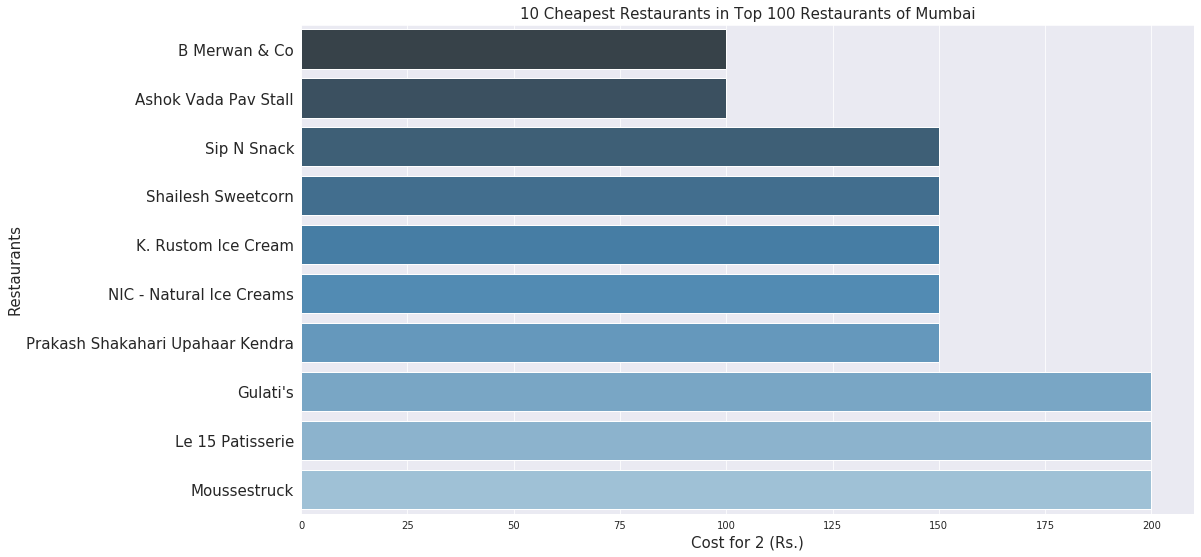 10 Cheapest Restaurants in Top 100 Restaurants of Mumbai
Restaurants
B Merwan & Co
Ashok Vada Pav Stall
Sip N Snack
Shailesh Sweetcorn
K. Rustom Ice Cream
NIC - Natural Ice Creams
Prakash Shakahari Upahaar Kendra
Gulati's
Le 15 Patisserie
Moussestruck
0 25 50 75 100 125 150 175 200
Cost for 2 (Rs.)